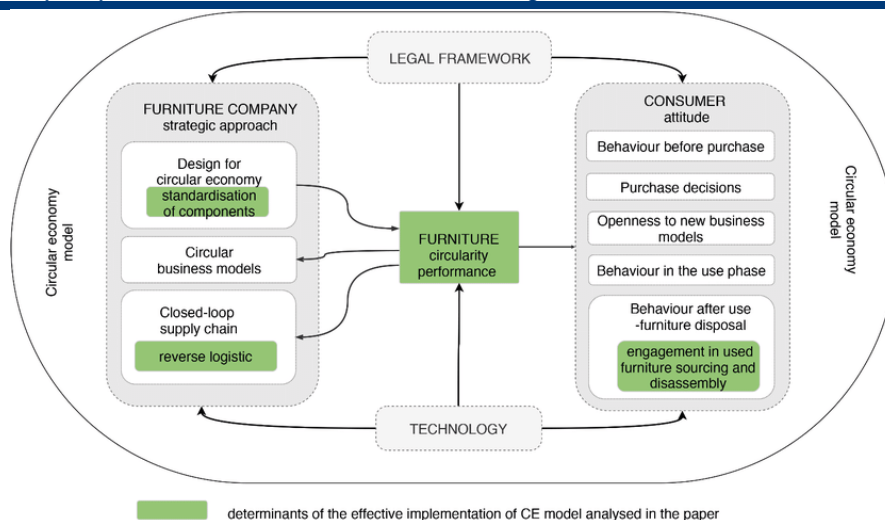 LEGAL FRAMEWORK
FURNITURE COMPANY
strategic approach
Design for
circular economy
standardisation
of components
Circular
business models
Closed-loop
supply chain
reverse logistic
FURNITURE
circularity
performance
CONSUMER
attitude
Behaviour before purchase
Purchase decisions
Openness to new business
models
Behaviour in the use phase
Behaviour after use
-furniture disposal
engagement in used
furniture sourcing and
disassembly
TECHNOLOGY
Circular economy
model
Circular economy
model
determinants of the effective implementation of CE model analysed in the paper